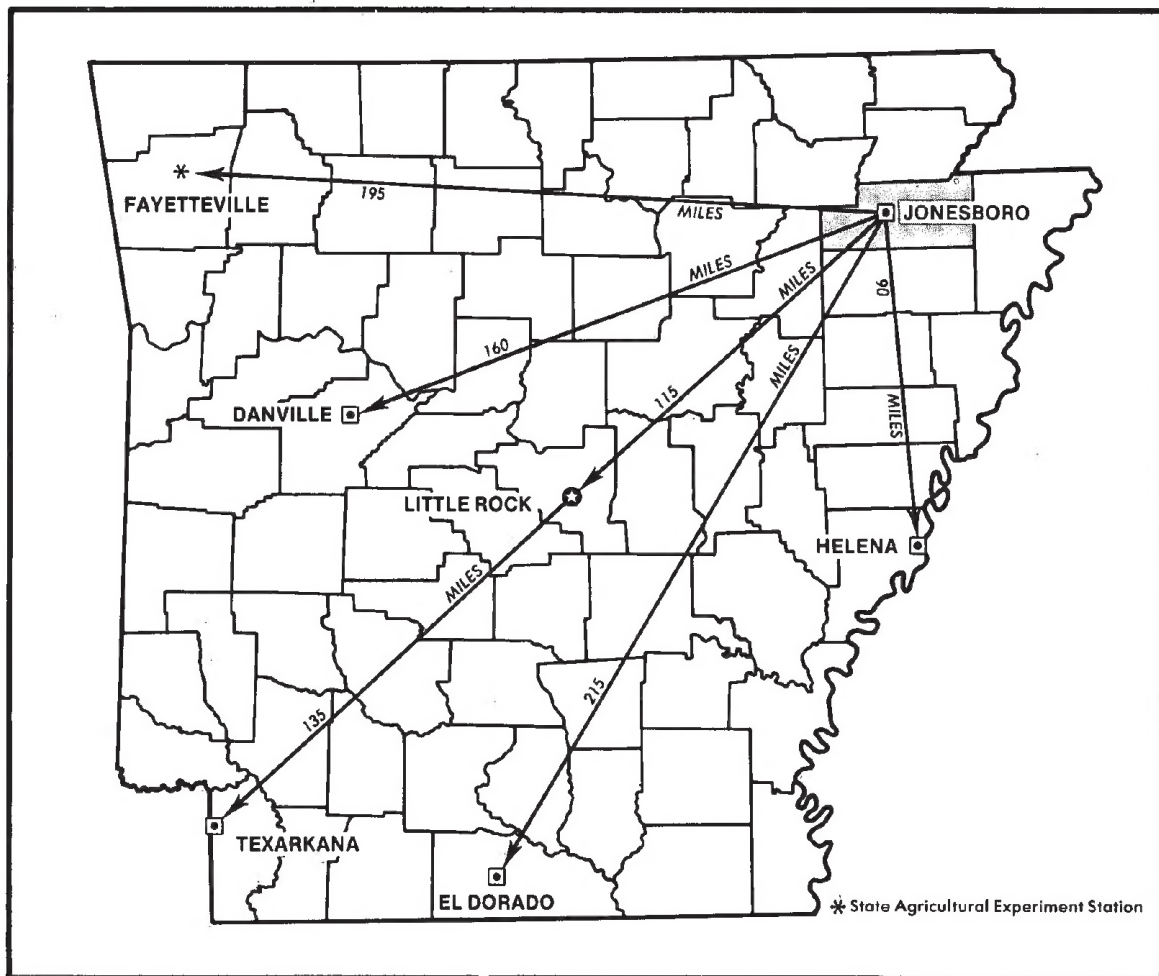 FAYETTEVILLE
195
MILES
JONESBORO
MILES
160
DANVILLE
MILES
115
MILES
90
MILES
LITTLE ROCK
HELENA
MILES
135
215
TEXARKANA
EL DORADO
* State Agricultural Experiment Station